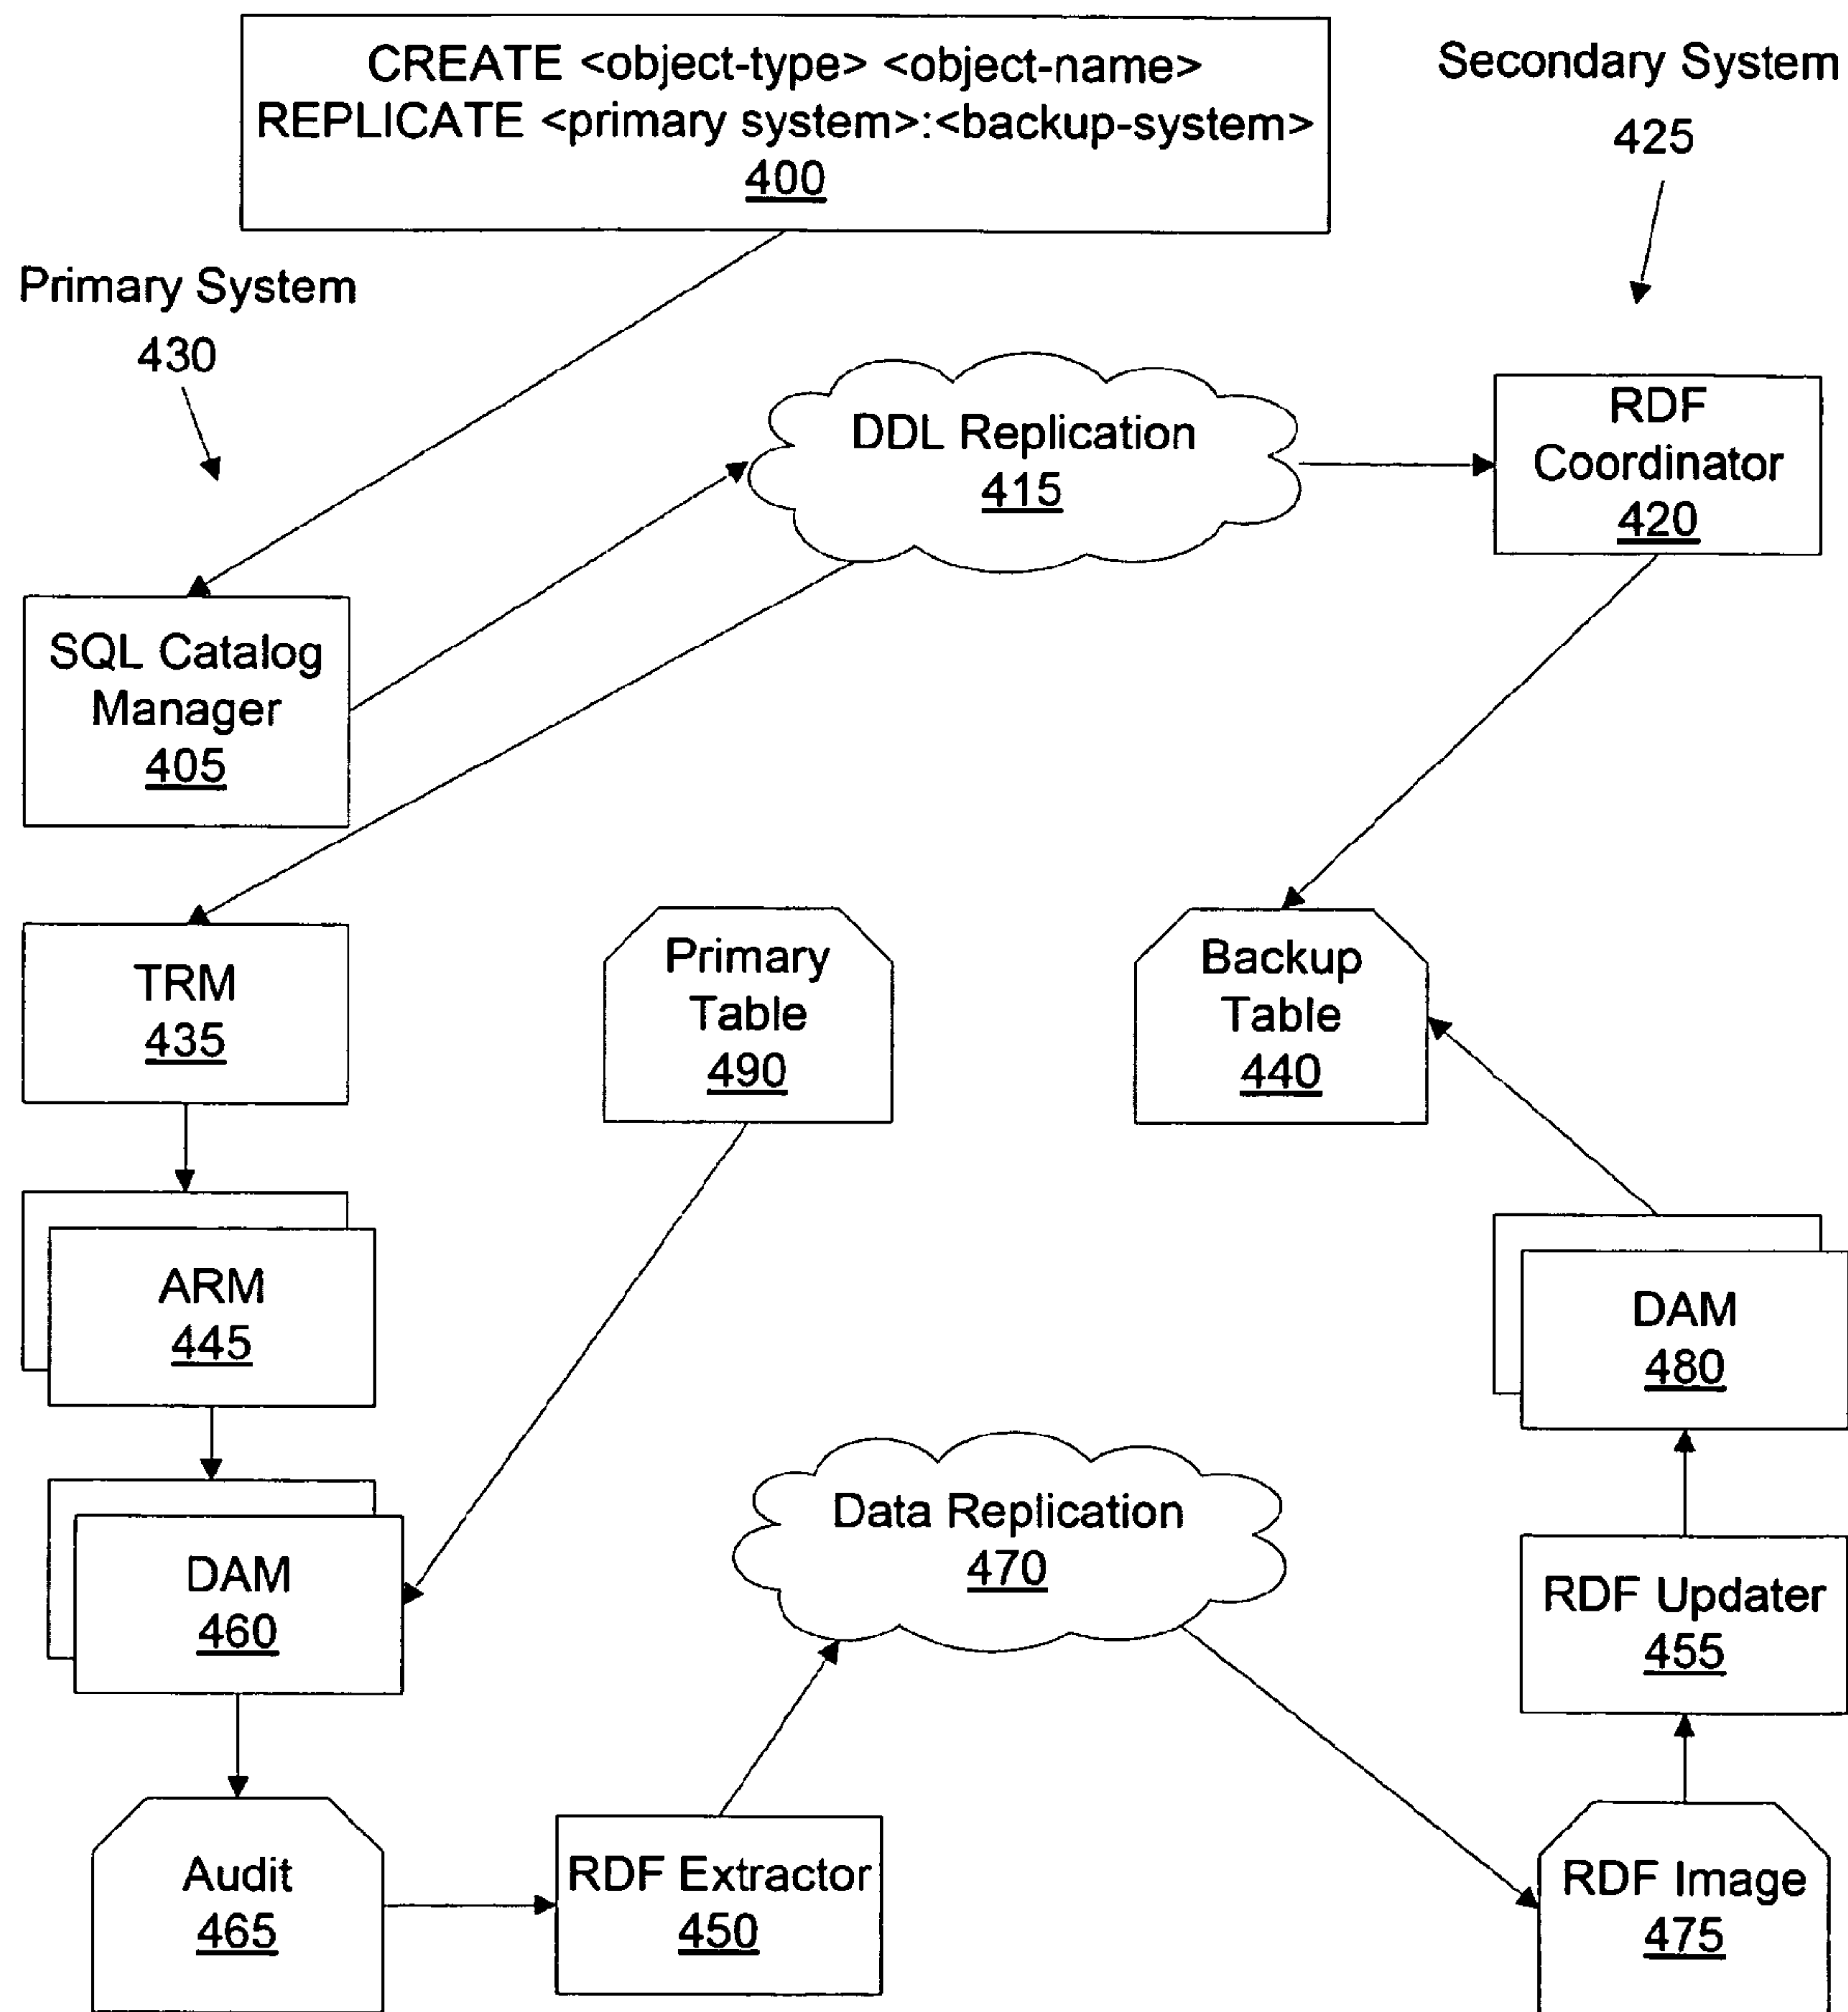 CREATE <object-type> <object-name>
REPLICATE <primary system>:<backup-system>
400
Secondary System
425
Primary System
430
DDL Replication
415
RDF
Coordinator
420
SQL Catalog
Manager
405
TRM
435
Primary
Table
490
Backup
Table
440
ARM
445
DAM
480
DAM
460
Data Replication
470
RDF Updater
455
Audit
465
RDF Extractor
450
RDF Image
475